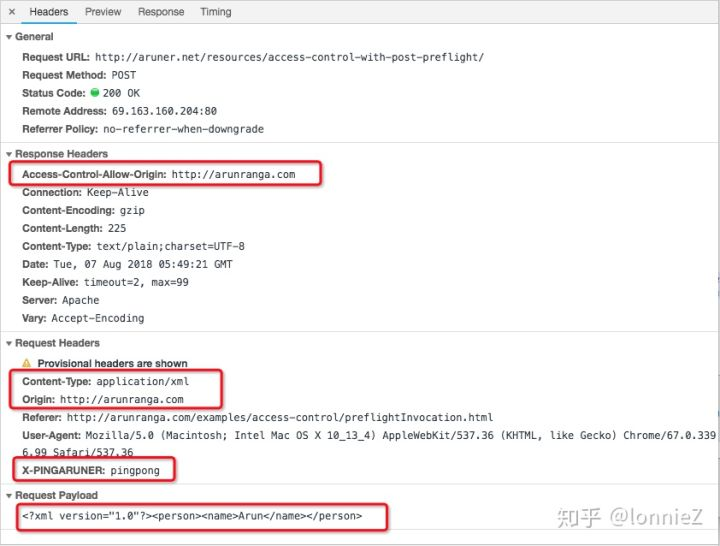 × Headers Preview Response Timing
▼ General
Request URL: http://aruner.net/resources/access-control-with-post-preflight/
Request Method: POST
Status Code: 200 OK
Remote Address: 69.163.160.204:80
Referrer Policy: no-referrer-when-downgrade
▼ Response Headers
Access-Control-Allow-Origin: http://arunranga.com
Connection: Keep-Alive
Content-Encoding: gzip
Content-Length: 225
Content-Type: text/plain;charset=UTF-8
Date: Tue, 07 Aug 2018 05:49:21 GMT
Keep-Alive: timeout=2, max=99
Server: Apache
Vary: Accept-Encoding
▼ Request Headers
Provisional headers are shown
Content-Type: application/xml
Origin: http://arunranga.com
Referer: http://arunranga.com/examples/access-control/preflightInvocation.html
User-Agent: Mozilla/5.0 (Macintosh; Intel Mac OS X 10_13_4) AppleWebKit/537.36 (KHTML, like Gecko) Chrome/67.0.339
6.99 Safari/537.36
X-PINGARUNER: pingpong
▼ Request Payload
<?xml version="1.0"?><person><name>Arun</name></person>
知乎 @lonnieZ